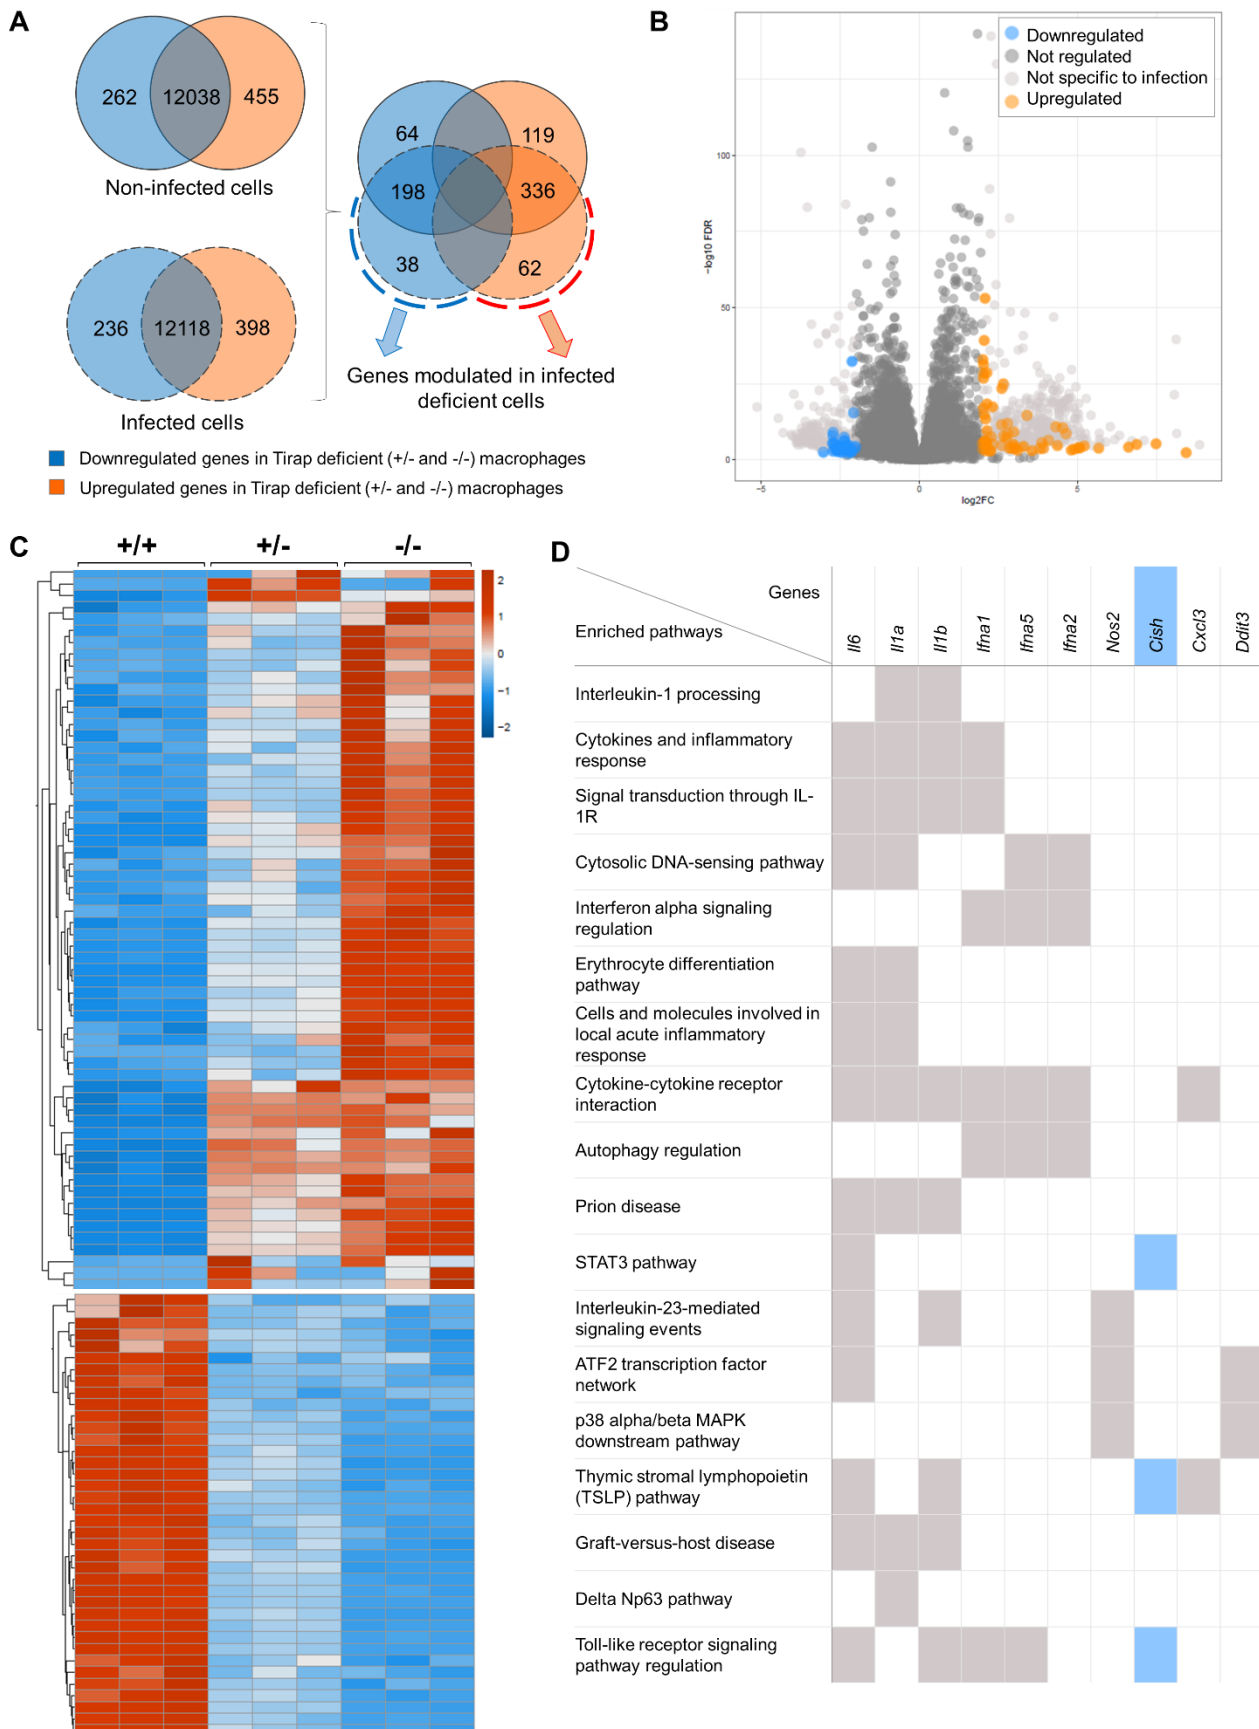 A
262 12038 455
Non-infected cells
236 12118 398
Infected cells
64 119
198 336
38 62
Genes modulated in infected
deficient cells
Downregulated genes in Tirap deficient (+/- and -/-) macrophages
Upregulated genes in Tirap deficient (+/- and -/-) macrophages
B
Downregulated
Not regulated
Not specific to infection
Upregulated
100
50
0
−log10 FDR
−5 0 5
log2FC
C
+/+ +/- -/-
2
1
0
−1
−2
D
Genes
Enriched pathways
Il6 Il1a Il1b Ifna1 Ifna5 Ifna2 Nos2 Cish Cxcl3 Ddit3
Interleukin-1 processing
Cytokines and inflammatory
response
Signal transduction through IL-
1R
Cytosolic DNA-sensing pathway
Interferon alpha signaling
regulation
Erythrocyte differentiation
pathway
Cells and molecules involved in
local acute inflammatory
response
Cytokine-cytokine receptor
interaction
Autophagy regulation
Prion disease
STAT3 pathway
Interleukin-23-mediated
signaling events
ATF2 transcription factor
network
p38 alpha/beta MAPK
downstream pathway
Thymic stromal lymphopoietin
(TSLP) pathway
Graft-versus-host disease
Delta Np63 pathway
Toll-like receptor signaling
pathway regulation